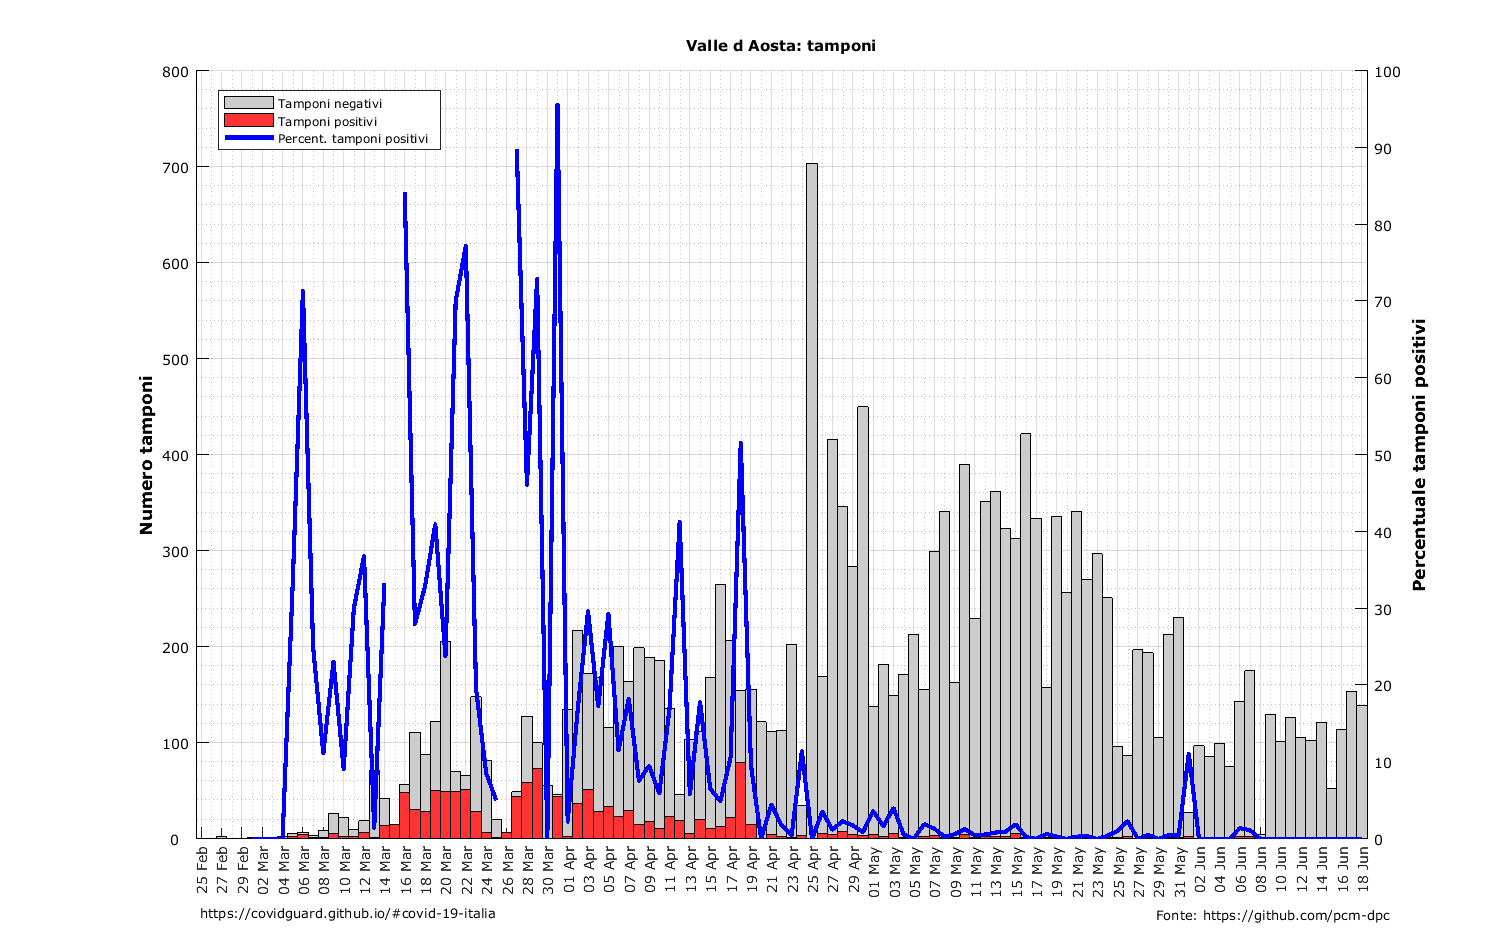 Valle d Aosta: tamponi
Tamponi negativi
Tamponi positivi
Percent. tamponi positivi
Numero tamponi
0
100
200
300
400
500
600
700
800
Percentuale tamponi positivi
0
10
20
30
40
50
60
70
80
90
100
25 Feb
27 Feb
29 Feb
02 Mar
04 Mar
06 Mar
08 Mar
10 Mar
12 Mar
14 Mar
16 Mar
18 Mar
20 Mar
22 Mar
24 Mar
26 Mar
28 Mar
30 Mar
01 Apr
03 Apr
05 Apr
07 Apr
09 Apr
11 Apr
13 Apr
15 Apr
17 Apr
19 Apr
21 Apr
23 Apr
25 Apr
27 Apr
29 Apr
01 May
03 May
05 May
07 May
09 May
11 May
13 May
15 May
17 May
19 May
21 May
23 May
25 May
27 May
29 May
31 May
02 Jun
04 Jun
06 Jun
08 Jun
10 Jun
12 Jun
14 Jun
16 Jun
18 Jun
https://covidguard.github.io/#covid-19-italia
Fonte: https://github.com/pcm-dpc